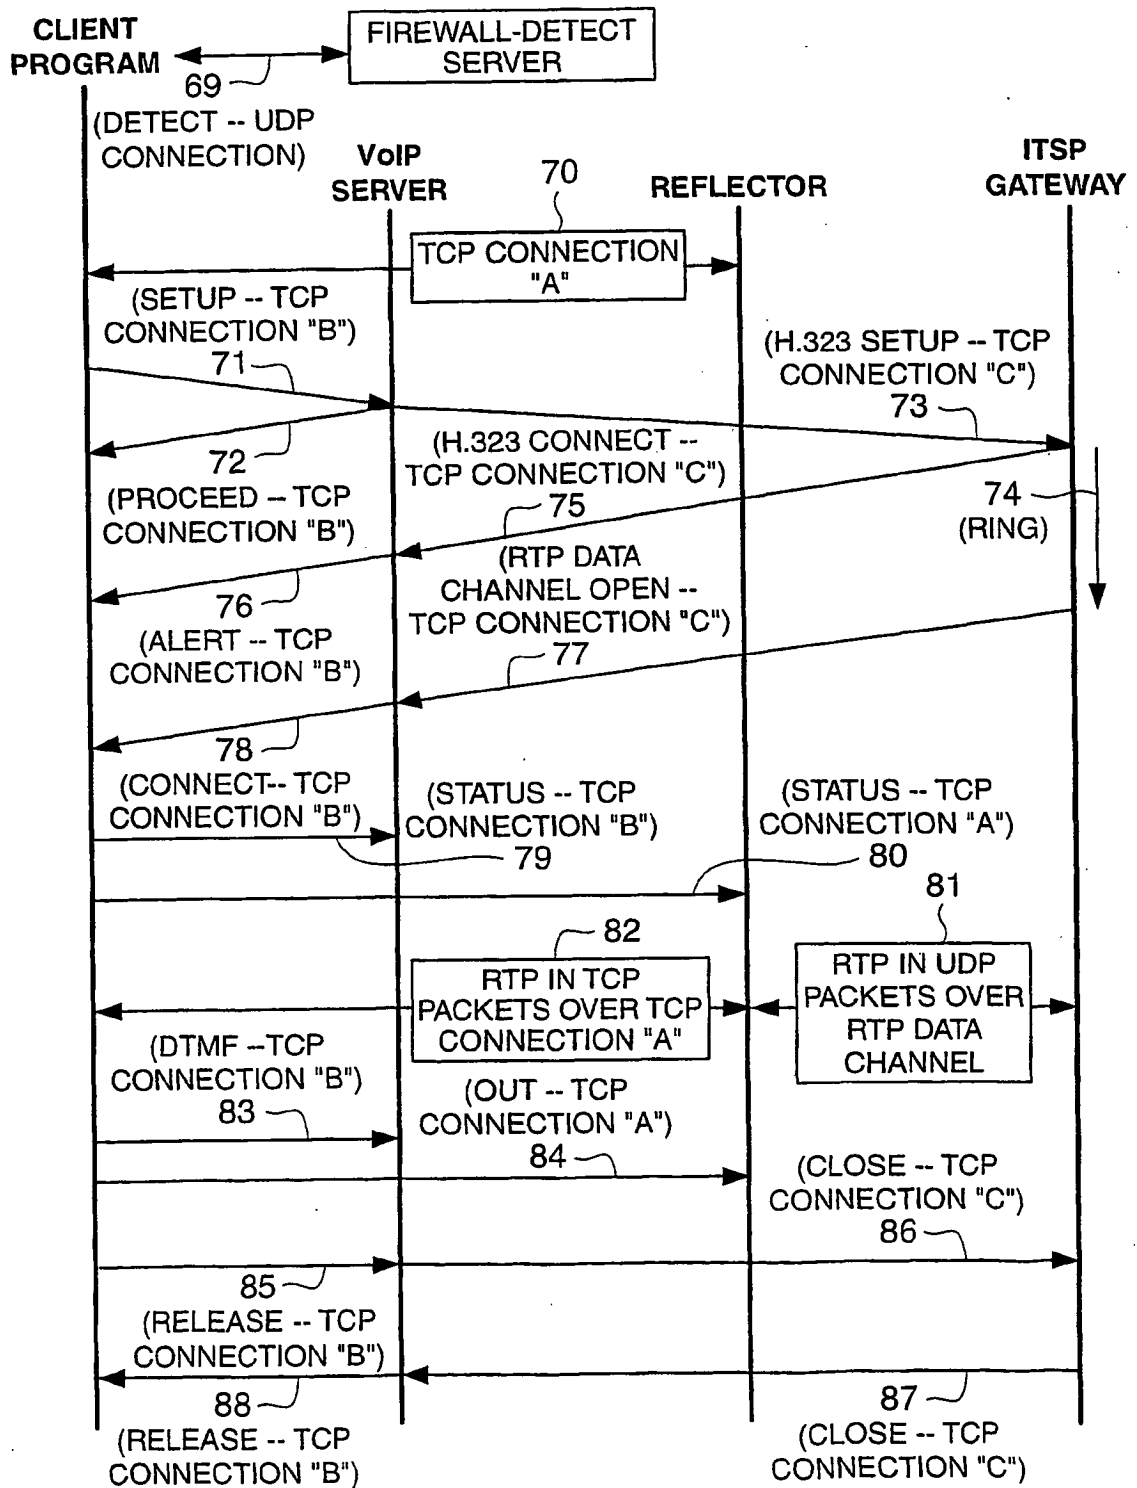 CLIENT
PROGRAM
FIREWALL-DETECT
SERVER
69
(DETECT -- UDP
CONNECTION)
VoIP
SERVER
70
REFLECTOR
ITSP
GATEWAY
TCP CONNECTION
"A"
(SETUP -- TCP
CONNECTION "B")
71
(H.323 SETUP -- TCP
CONNECTION "C")
73
72
(H.323 CONNECT --
TCP CONNECTION "C")
75
74
(RING)
(PROCEED -- TCP
CONNECTION "B")
76
(RTP DATA
CHANNEL OPEN --
TCP CONNECTION "C")
77
(ALERT -- TCP
CONNECTION "B")
78
(CONNECT-- TCP
CONNECTION "B")
(STATUS -- TCP
CONNECTION "B")
79
(STATUS -- TCP
CONNECTION "A")
80
81
82
RTP IN TCP
PACKETS OVER TCP
CONNECTION "A"
RTP IN UDP
PACKETS OVER
RTP DATA
CHANNEL
(DTMF --TCP
CONNECTION "B")
83
(OUT -- TCP
CONNECTION "A")
84
(CLOSE -- TCP
CONNECTION "C")
86
85
(RELEASE -- TCP
CONNECTION "B")
88
(RELEASE -- TCP
CONNECTION "B")
87
(CLOSE -- TCP
CONNECTION "C")